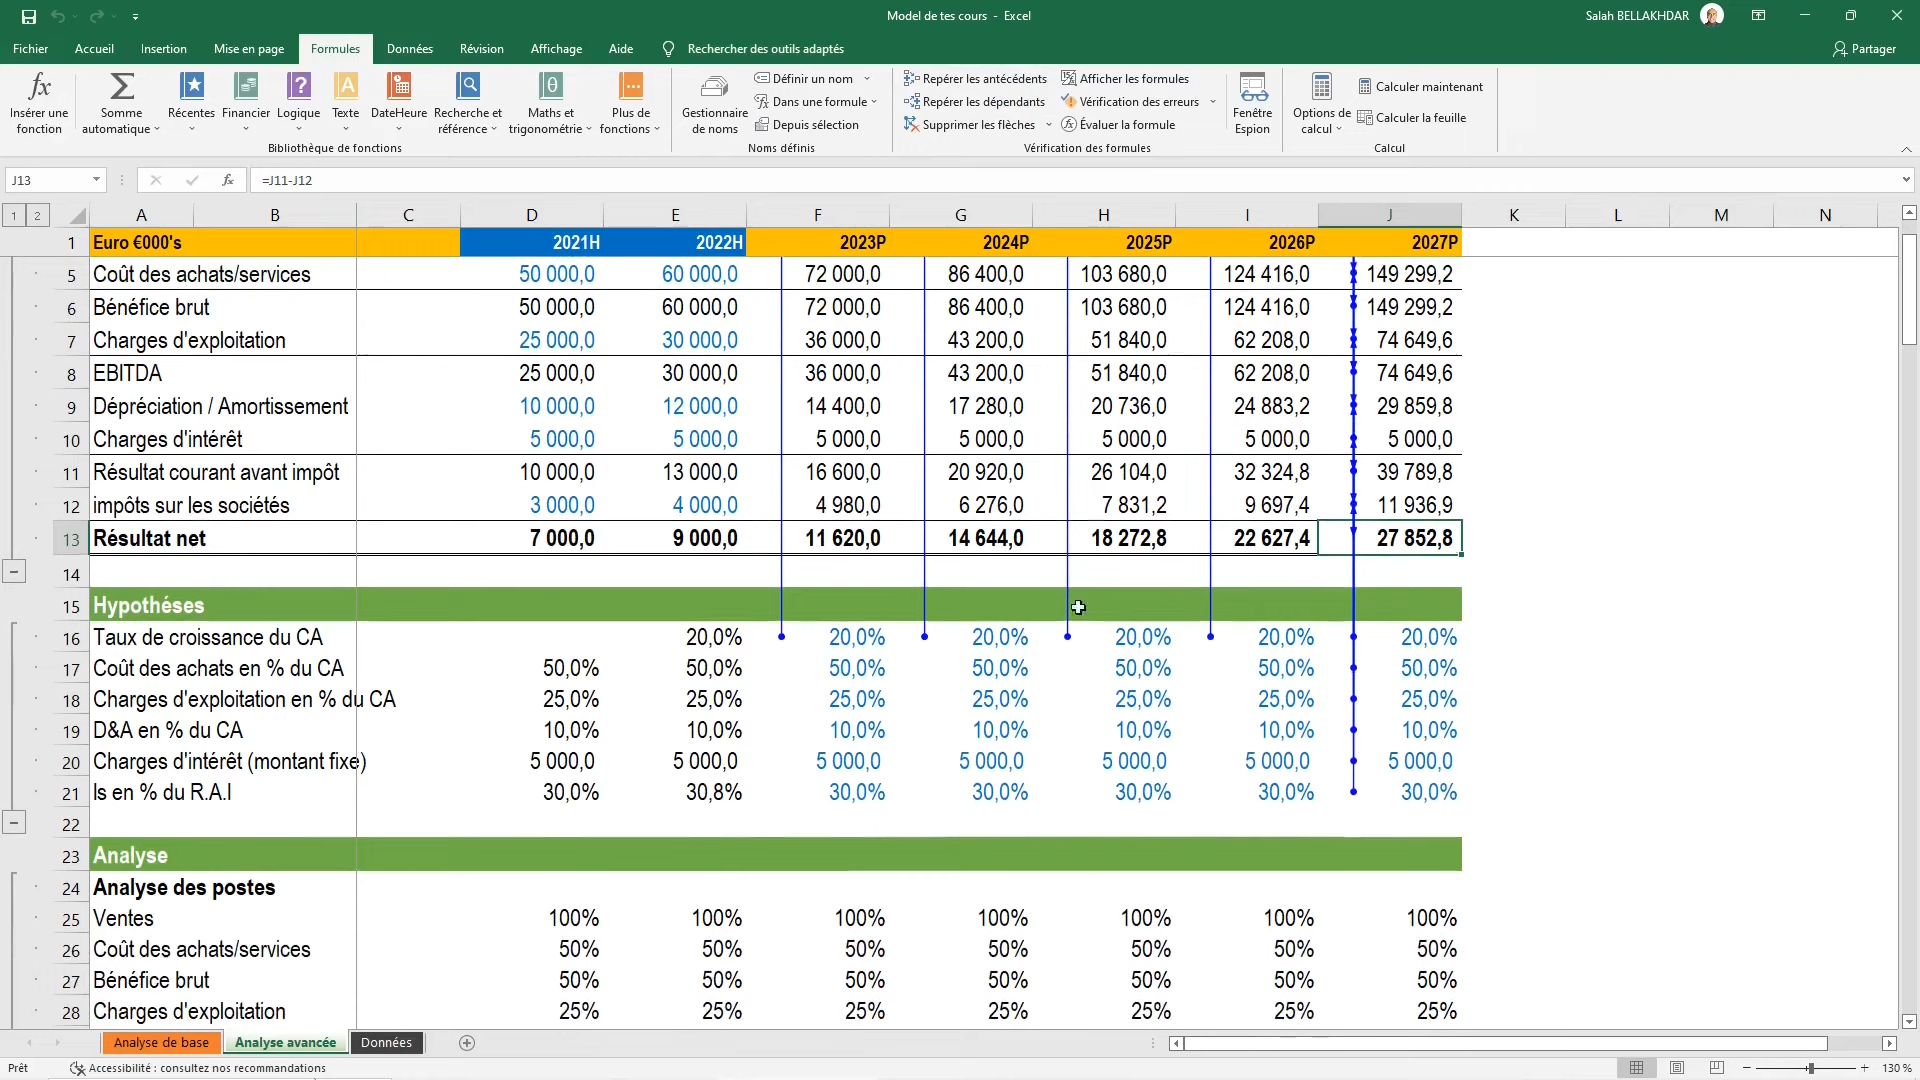 Model de tes cours - Excel
Salah BELLAKHDAR
Fichier Accueil Insertion Mise en page Formules Données Révision Affichage Aide Rechercher des outils adaptés Partager
Insérer une fonction
Somme automatique
Récentes
Financier
Logique
Texte
DateHeure
Recherche et référence
Maths et trigonométrie
Plus de fonctions
Bibliothèque de fonctions
Gestionnaire de noms
Définir un nom
Dans une formule
Depuis sélection
Noms définis
Repérer les antécédents
Repérer les dépendants
Supprimer les flèches
Afficher les formules
Vérification des erreurs
Évaluer la formule
Vérification des formules
Fenêtre Espion
Options de calcul
Calculer maintenant
Calculer la feuille
Calcul
J13 fx =J11-J12
1 2 A B C D E F G H I J K L M N
1 Euro €000's 2021H 2022H 2023P 2024P 2025P 2026P 2027P
5 Coût des achats/services 50 000,0 60 000,0 72 000,0 86 400,0 103 680,0 124 416,0 149 299,2
6 Bénéfice brut 50 000,0 60 000,0 72 000,0 86 400,0 103 680,0 124 416,0 149 299,2
7 Charges d'exploitation 25 000,0 30 000,0 36 000,0 43 200,0 51 840,0 62 208,0 74 649,6
8 EBITDA 25 000,0 30 000,0 36 000,0 43 200,0 51 840,0 62 208,0 74 649,6
9 Dépréciation / Amortissement 10 000,0 12 000,0 14 400,0 17 280,0 20 736,0 24 883,2 29 859,8
10 Charges d'intérêt 5 000,0 5 000,0 5 000,0 5 000,0 5 000,0 5 000,0 5 000,0
11 Résultat courant avant impôt 10 000,0 13 000,0 16 600,0 20 920,0 26 104,0 32 324,8 39 789,8
12 impôts sur les sociétés 3 000,0 4 000,0 4 980,0 6 276,0 7 831,2 9 697,4 11 936,9
13 Résultat net 7 000,0 9 000,0 11 620,0 14 644,0 18 272,8 22 627,4 27 852,8
14
15 Hypothéses
16 Taux de croissance du CA 20,0% 20,0% 20,0% 20,0% 20,0% 20,0%
17 Coût des achats en % du CA 50,0% 50,0% 50,0% 50,0% 50,0% 50,0% 50,0%
18 Charges d'exploitation en % du CA 25,0% 25,0% 25,0% 25,0% 25,0% 25,0% 25,0%
19 D&A en % du CA 10,0% 10,0% 10,0% 10,0% 10,0% 10,0% 10,0%
20 Charges d'intérêt (montant fixe) 5 000,0 5 000,0 5 000,0 5 000,0 5 000,0 5 000,0 5 000,0
21 Is en % du R.A.I 30,0% 30,8% 30,0% 30,0% 30,0% 30,0% 30,0%
22
23 Analyse
24 Analyse des postes
25 Ventes 100% 100% 100% 100% 100% 100% 100%
26 Coût des achats/services 50% 50% 50% 50% 50% 50% 50%
27 Bénéfice brut 50% 50% 50% 50% 50% 50% 50%
28 Charges d'exploitation 25% 25% 25% 25% 25% 25% 25%
Analyse de base Analyse avancée Données
Prêt Accessibilité : consultez nos recommandations 130 %